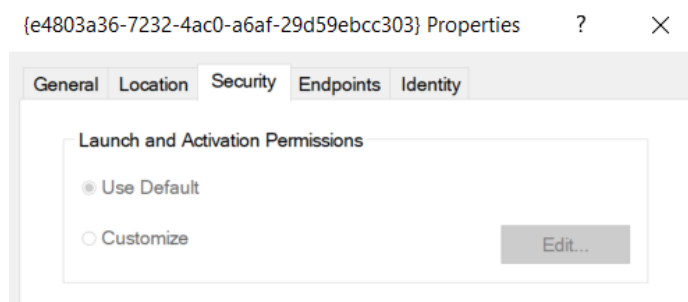 {e4803a36-7232-4ac0-a6af-29d59ebcc303} Properties ?
General Location Security Endpoints Identity
Launch and Activation Permissions
Use Default
Customize Edit...